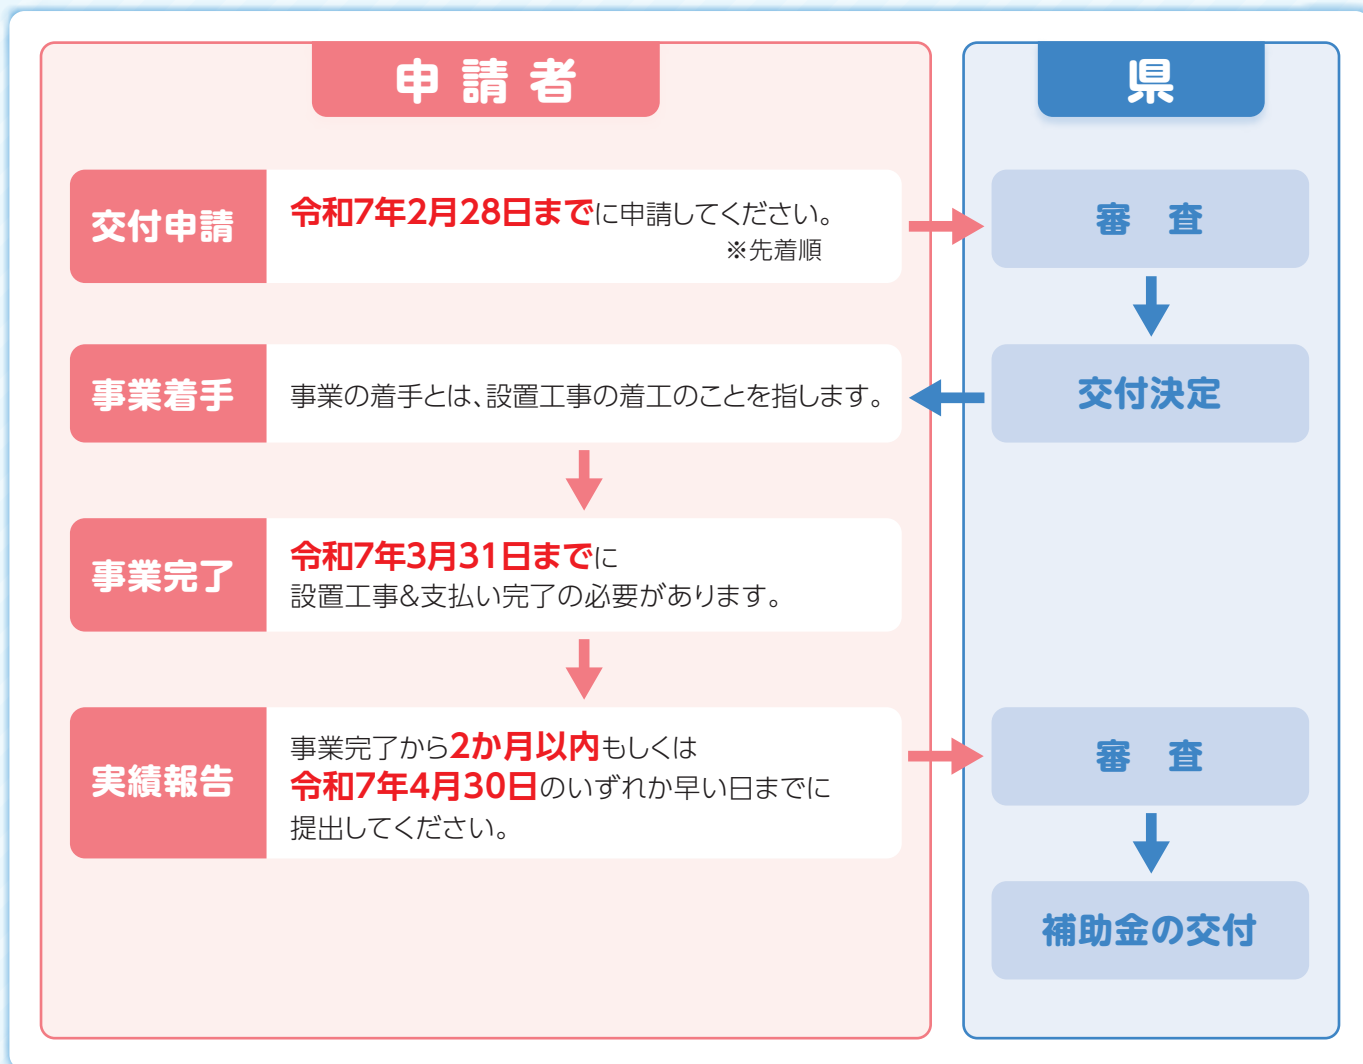 申請者
県
交付申請
令和7年2月28日までに申請してください。
※先着順
審 査
事業着手
事業の着手とは、設置工事の着工のことを指します。
交付決定
事業完了
令和7年3月31日までに
設置工事&支払い完了の必要があります。
実績報告
事業完了から2か月以内もしくは
令和7年4月30日のいずれか早い日までに
提出してください。
審 査
補助金の交付